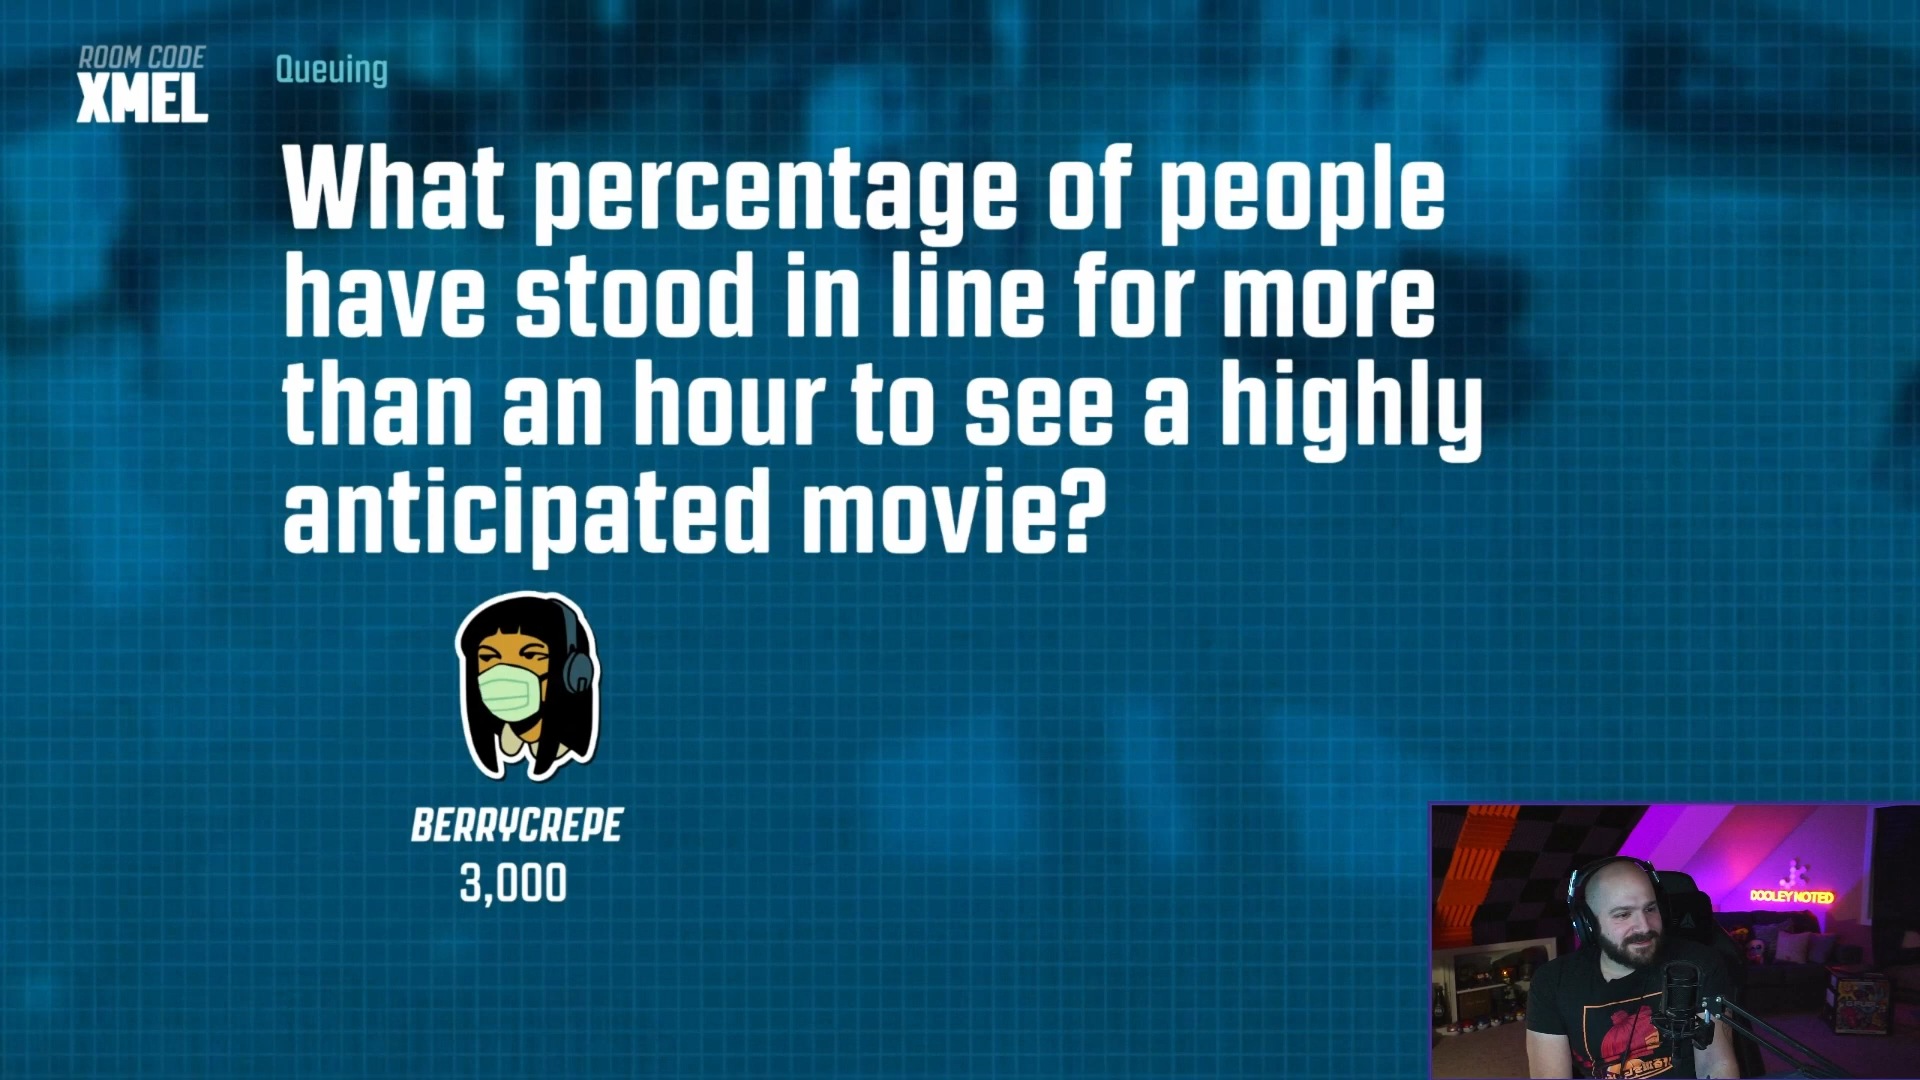 ROOM CODE
XMEL
Queuing
What percentage of people
have stood in line for more
than an hour to see a highly
anticipated movie?
BERRYCREPE
3,000
DOOLEY NOTED